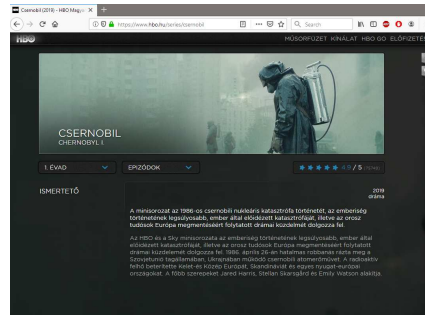 Csernobil (2019) - HBO Magya
https://www.hbo.hu/series/csernobil
Search
HBO
MŰSORFÜZET KÍNÁLAT HBO GO ELŐFIZETÉS
CSERNOBIL
CHERNOBYL I.
1. ÉVAD
EPIZÓDOK
4.9 / 5
ISMERTETŐ
2019
dráma
A minisorozat az 1986-os csernobili nukleáris katasztrófa történetét, az emberiség
történetének legsúlyosabb, ember által előidézett katasztrófáját, illetve az orosz
tudósok Európa megmentéséért folytatott drámai küzdelmét dolgozza fel.
Az HBO és a Sky minisorozata az emberiség történetének legsúlyosabb, ember által
előidézett katasztrófáját, illetve az orosz tudósok Európa megmentéséért folytatott
drámai küzdelmét dolgozza fel. 1986. április 26-án hatalmas robbanás rázta meg a
Szovjetunió tagállamában, Ukrajnában működő csernobili atomerőművet. A radioaktív
felhő beterítette Kelet-és Közép Európát, Skandináviát és egyes nyugat-európai
országokat. A főbb szerepeket Jared Harris, Stellan Skarsgård és Emily Watson alakítja.